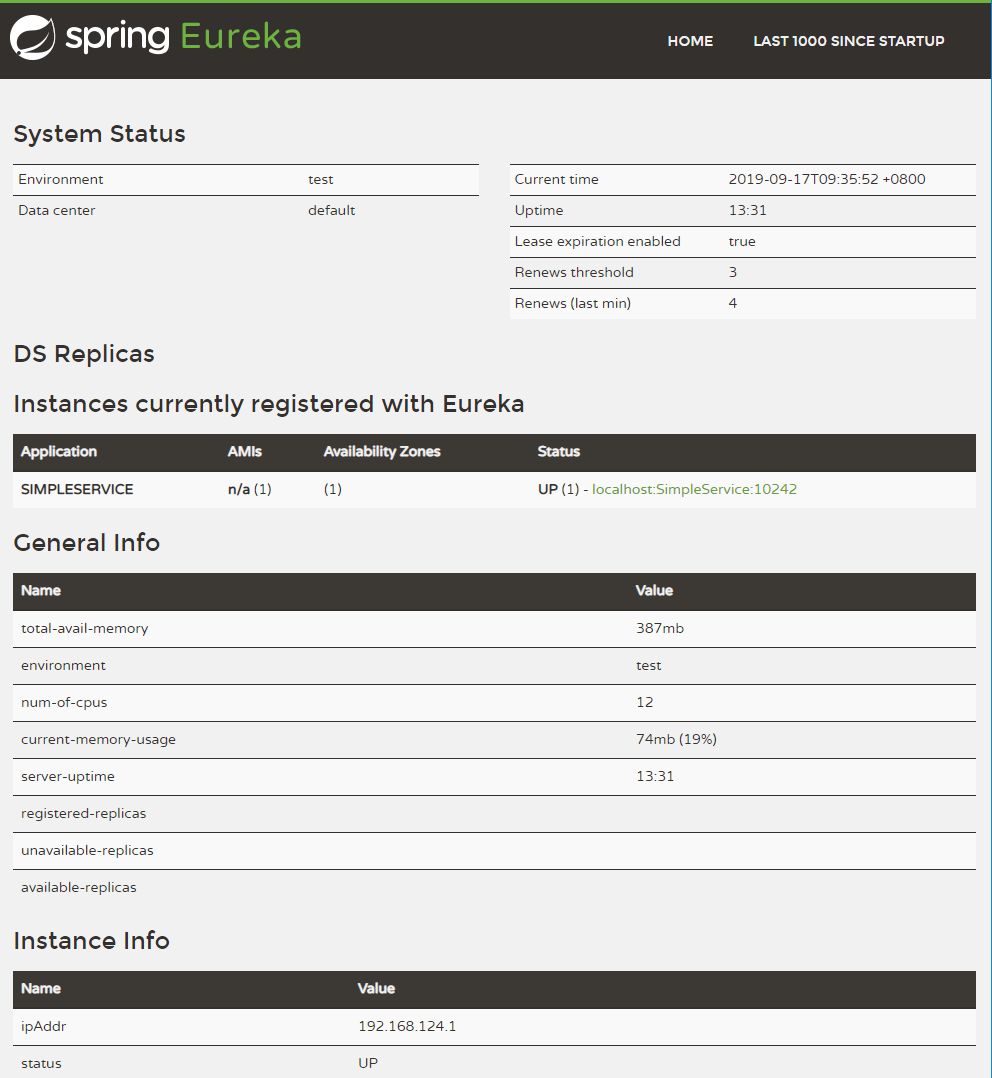 spring Eureka
HOME LAST 1000 SINCE STARTUP
System Status
Environment test
Data center default
Current time 2019-09-17T09:35:52 +0800
Uptime 13:31
Lease expiration enabled true
Renews threshold 3
Renews (last min) 4
DS Replicas
Instances currently registered with Eureka
Application AMIs Availability Zones Status
SIMPLESERVICE n/a (1) (1) UP (1) - localhost:SimpleService:10242
General Info
Name Value
total-avail-memory 387mb
environment test
num-of-cpus 12
current-memory-usage 74mb (19%)
server-uptime 13:31
registered-replicas
unavailable-replicas
available-replicas
Instance Info
Name Value
ipAddr 192.168.124.1
status UP